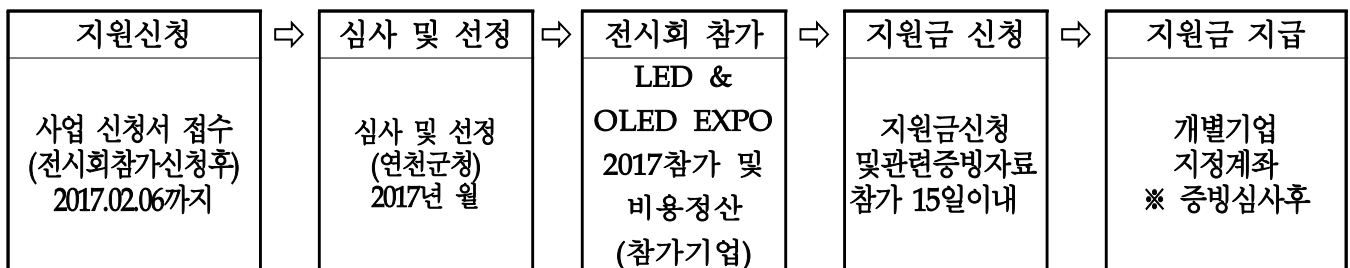 지원신청
⇨
심사 및 선정
⇨
전시회 참가
⇨
지원금 신청
⇨
지원금 지급
사업 신청서 접수
(전시회참가신청후)
2017.02.06까지
심사 및 선정
(연천군청)
2017년 월
LED &
OLED EXPO
2017참가 및
비용정산
(참가기업)
지원금신청
및관련증빙자료
참가 15일이내
개별기업
지정계좌
※ 증빙심사후